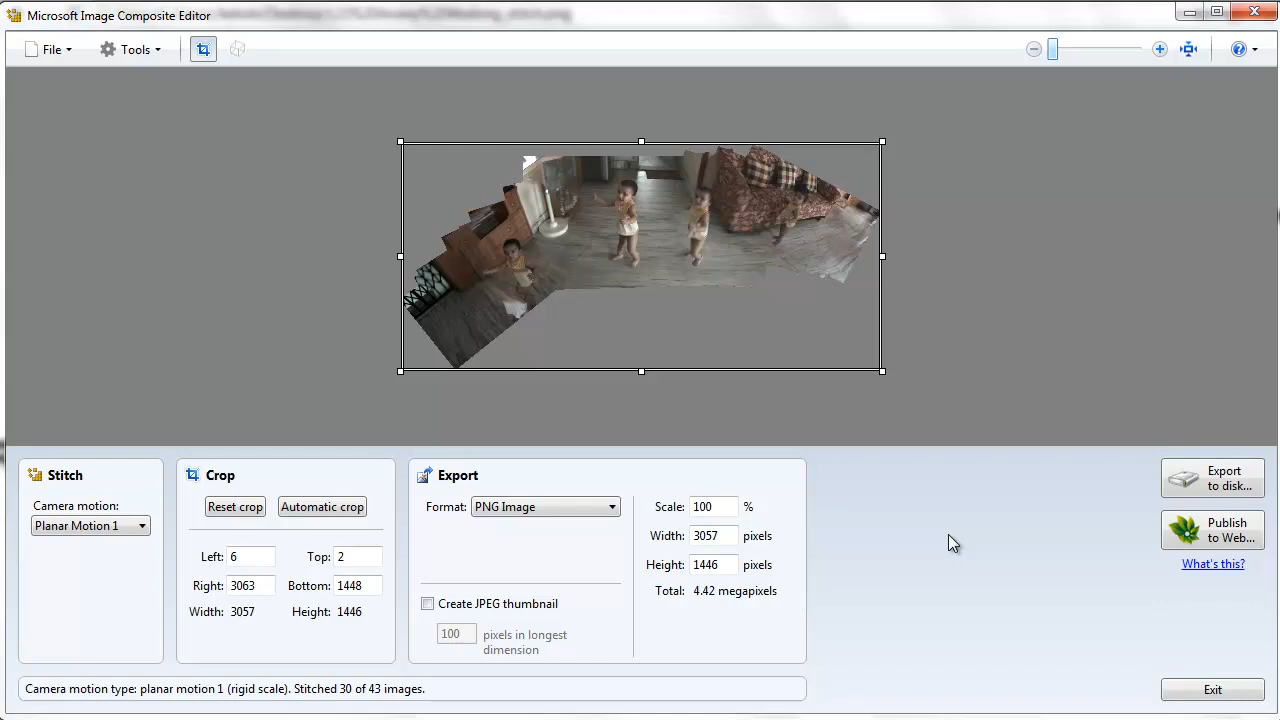 Microsoft Image Composite Editor
File
Tools
?
Stitch
Camera motion:
Planar Motion 1
Crop
Reset crop
Automatic crop
Left: 6
Top: 2
Right: 3063
Bottom: 1448
Width: 3057
Height: 1446
Export
Format: PNG Image
Create JPEG thumbnail
100 pixels in longest
dimension
Scale: 100 %
Width: 3057 pixels
Height: 1446 pixels
Total: 4.42 megapixels
Export
to disk...
Publish
to Web...
What's this?
Camera motion type: planar motion 1 (rigid scale). Stitched 30 of 43 images.
Exit